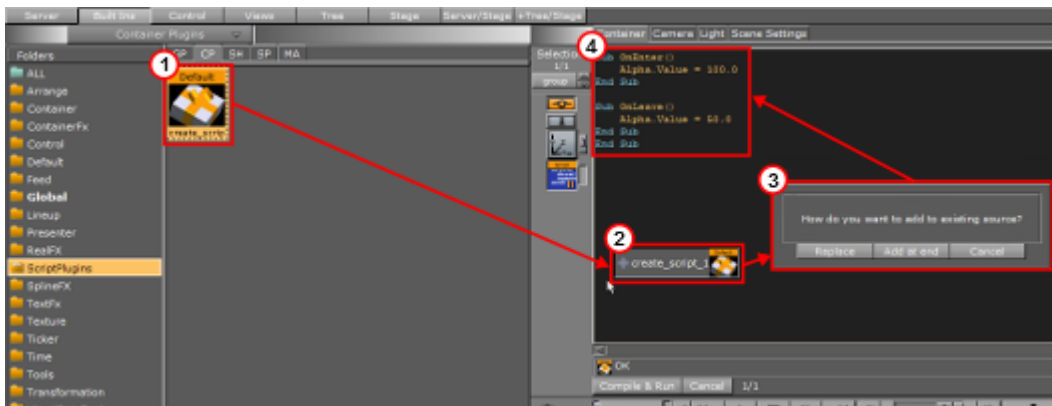 Server Built Ins Control Views Tree Stage Server/Stage +Tree/Stage
Container Plugins
Container Camera Light Scene Settings
Folders
GP CP SH SP MA
Selection
1/1
group
ALL
Arrange
Container
ContainerFx
Control
Default
Feed
Global
Lineup
Presenter
RealFX
ScriptPlugins
SplineFX
TextFx
Texture
Ticker
Time
Tools
Transformation
1
Default
create_scrip
4
Sub OnEnter()
Alpha.Value = 100.0
End Sub
Sub OnLeave()
Alpha.Value = 50.0
End Sub
End Sub
3
How do you want to add to existing source?
Replace Add at end Cancel
2
create_script_1
OK
Compile & Run Cancel 1/1